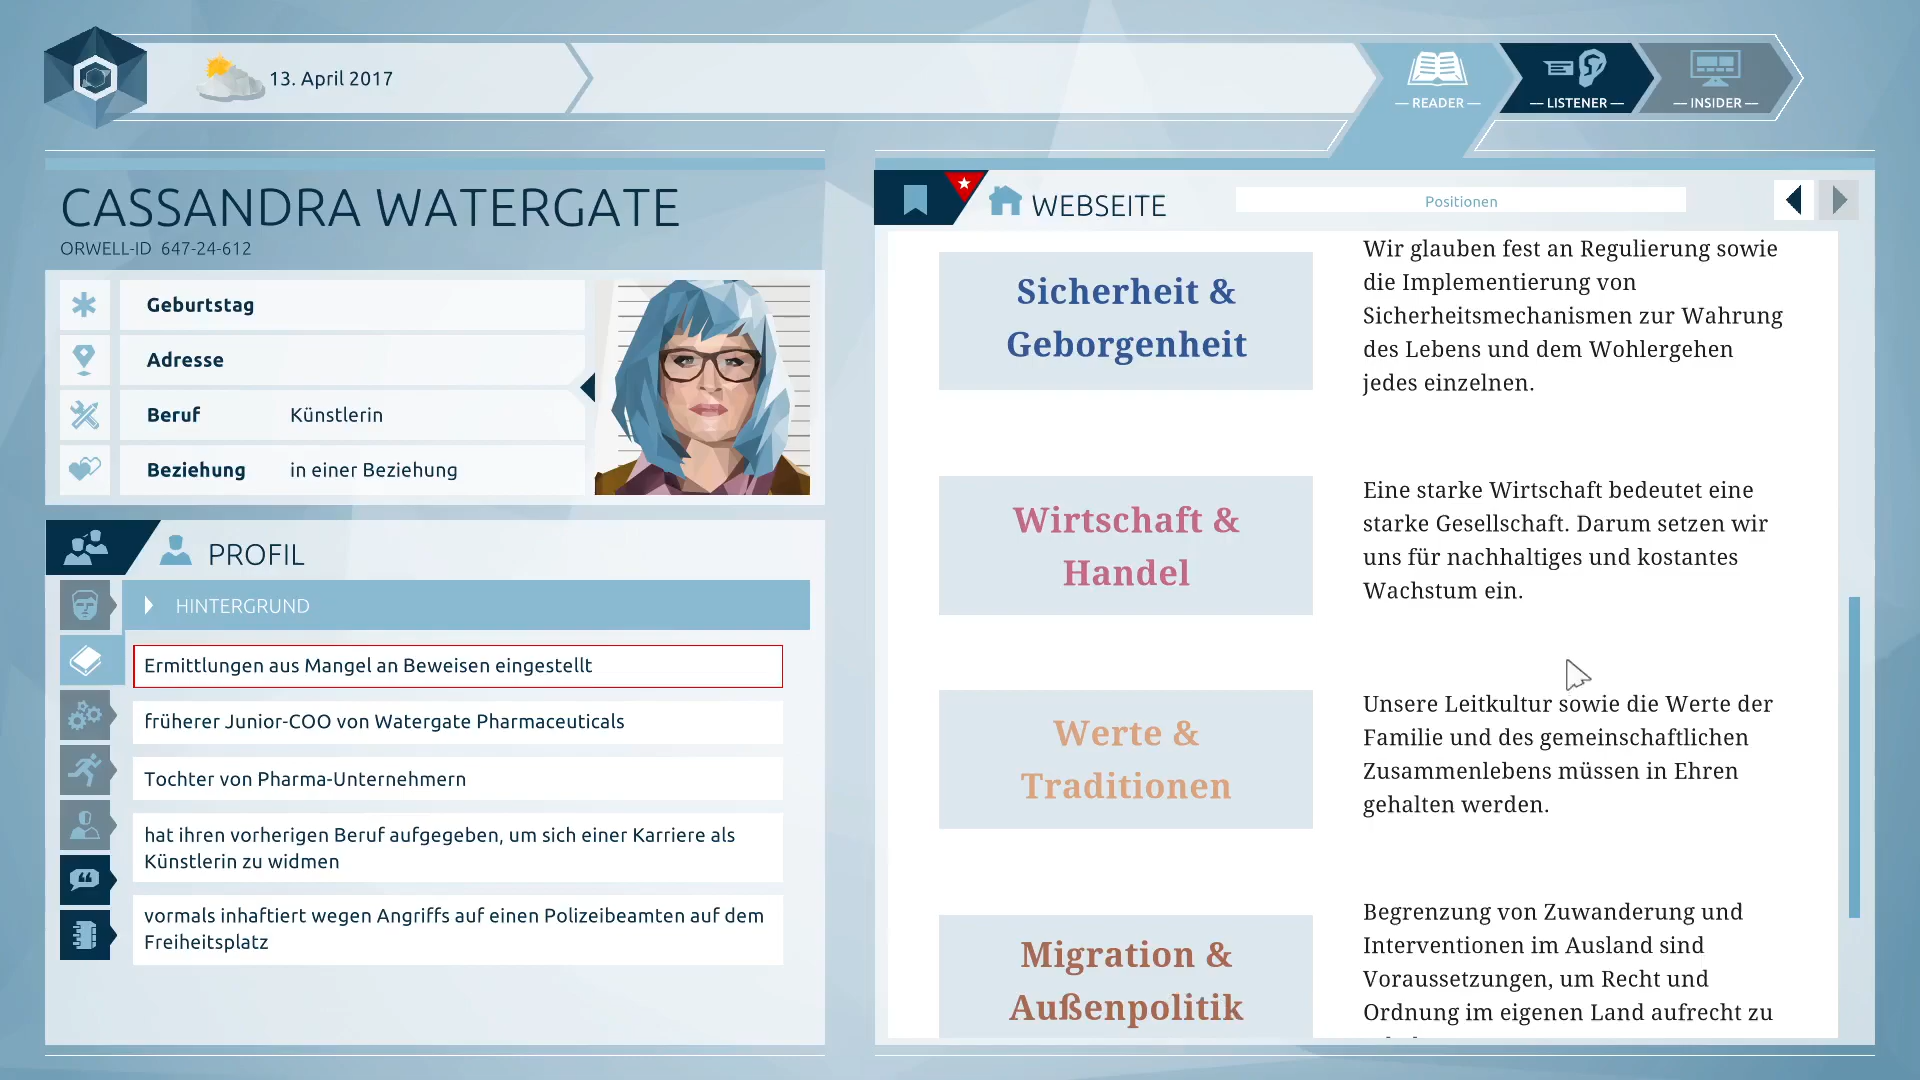 13. April 2017
— READER —
— LISTENER —
— INSIDER —
CASSANDRA WATERGATE
ORWELL-ID 647-24-612
Geburtstag
Adresse
Beruf Künstlerin
Beziehung in einer Beziehung
PROFIL
HINTERGRUND
Ermittlungen aus Mangel an Beweisen eingestellt
früherer Junior-COO von Watergate Pharmaceuticals
Tochter von Pharma-Unternehmern
hat ihren vorherigen Beruf aufgegeben, um sich einer Karriere als
Künstlerin zu widmen
vormals inhaftiert wegen Angriffs auf einen Polizeibeamten auf dem
Freiheitsplatz
WEBSEITE
Positionen
Sicherheit &
Geborgenheit
Wir glauben fest an Regulierung sowie
die Implementierung von
Sicherheitsmechanismen zur Wahrung
des Lebens und dem Wohlergehen
jedes einzelnen.
Wirtschaft &
Handel
Eine starke Wirtschaft bedeutet eine
starke Gesellschaft. Darum setzen wir
uns für nachhaltiges und kostantes
Wachstum ein.
Werte &
Traditionen
Unsere Leitkultur sowie die Werte der
Familie und des gemeinschaftlichen
Zusammenlebens müssen in Ehren
gehalten werden.
Migration &
Außenpolitik
Begrenzung von Zuwanderung und
Interventionen im Ausland sind
Voraussetzungen, um Recht und
Ordnung im eigenen Land aufrecht zu